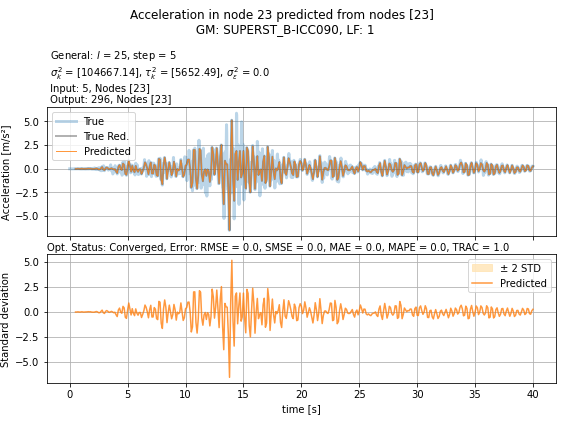 Acceleration in node 23 predicted from nodes [23]
GM: SUPERST_B-ICC090, LF: 1
General: l = 25, step = 5
σ²ₖ = [104667.14], τ²ₖ = [5652.49], σ²ε = 0.0
Input: 5, Nodes [23]
Output: 296, Nodes [23]
Acceleration [m/s²]
5.0
2.5
0.0
−2.5
−5.0
True
True Red.
Predicted
Opt. Status: Converged, Error: RMSE = 0.0, SMSE = 0.0, MAE = 0.0, MAPE = 0.0, TRAC = 1.0
Standard deviation
5.0
2.5
0.0
−2.5
−5.0
± 2 STD
Predicted
0 5 10 15 20 25 30 35 40
time [s]